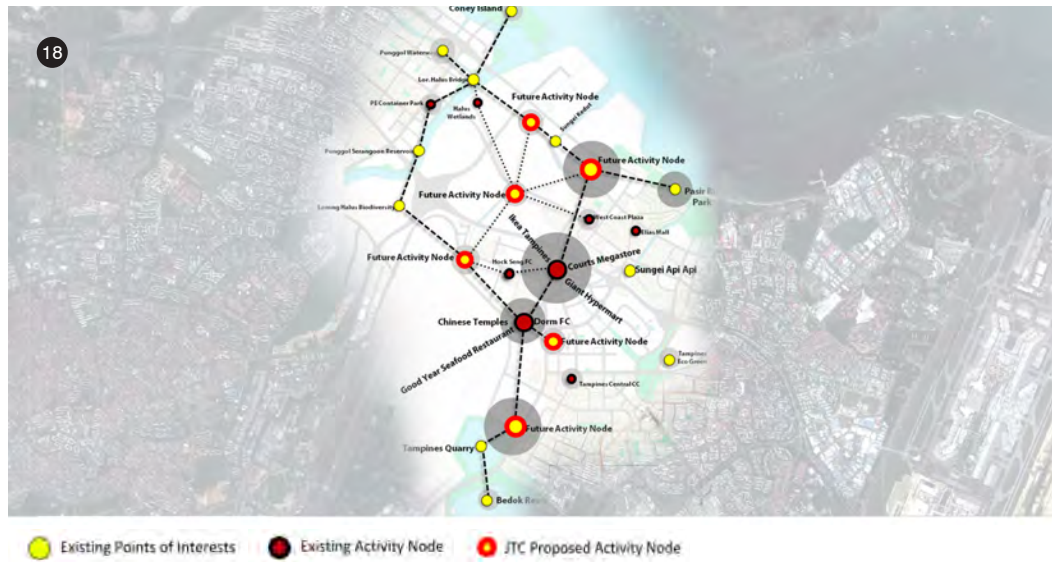 18
Coney Island
Punggol Waterw
Lor. Halus Bridge
PE Container Park
Halus
Wetlands
Future Activity Node
Sungei Redoi
Punggol Serangoon Reservoir
Future Activity Node
Pasir R
Park
Future Activity Node
Lorong Halus Biodiversity
West Coast Plaza
Elias Mall
Ikea Tampines
Courts Megastore
Future Activity Node
Hock Seng FC
Sungei Api Api
Giant Hypermart
Chinese Temples
Dorm FC
Future Activity Node
Good Year Seafood Restaurant
Tampines
Eco Green
Tampines Central CC
Future Activity Node
Tampines Quarry
Bedok Res
Existing Points of Interests
Existing Activity Node
JTC Proposed Activity Node